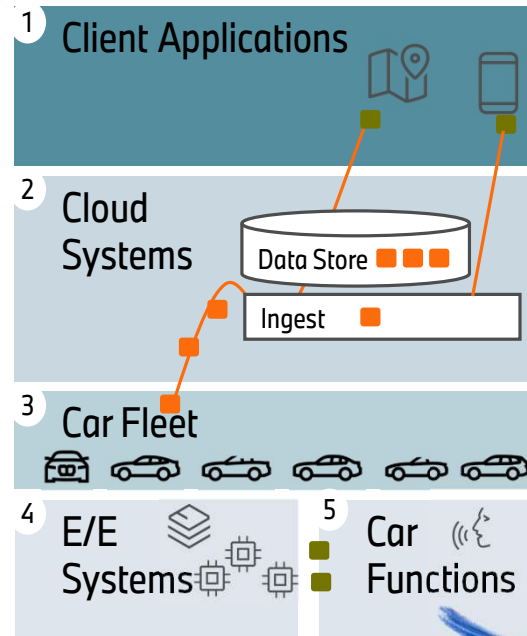 1
Client Applications
2
Cloud
Systems
Data Store
Ingest
3
Car Fleet
4
E/E
Systems
5
Car
Functions